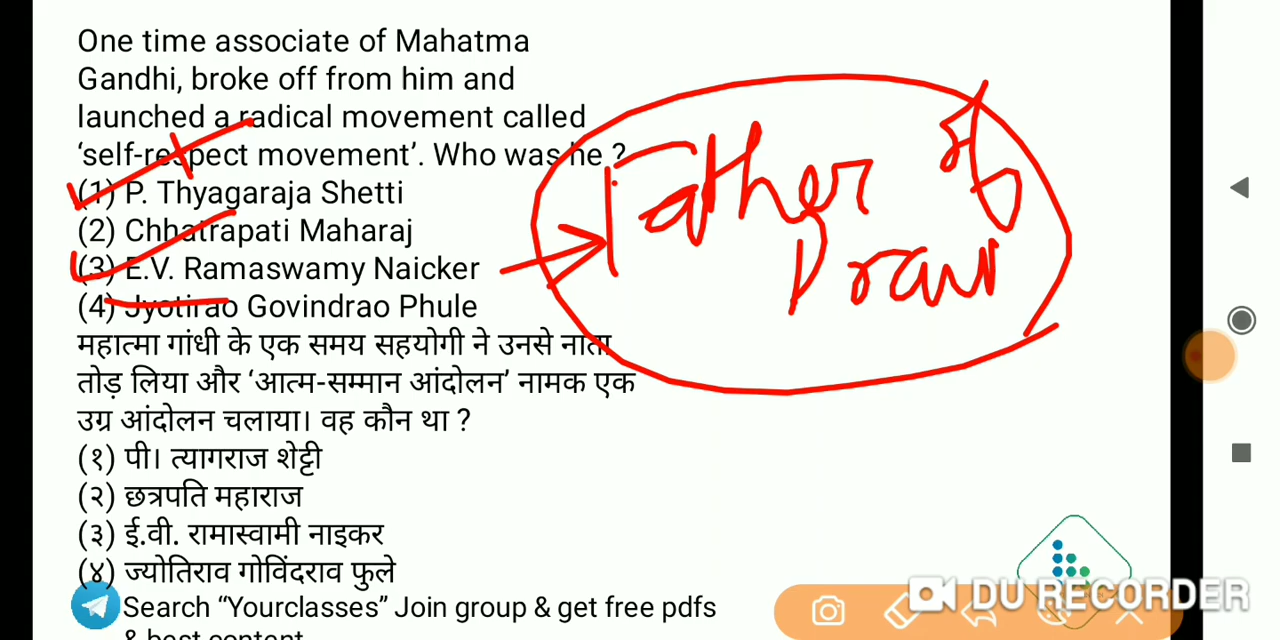 One time associate of Mahatma
Gandhi, broke off from him and
launched a radical movement called
‘self-respect movement’. Who was he ?
(1) P. Thyagaraja Shetti
(2) Chhatrapati Maharaj
(3) E.V. Ramaswamy Naicker
(4) Jyotirao Govindrao Phule
Father of
महात्मा गांधी के एक समय सहयोगी ने उनसे नाता
तोड़ लिया और ‘आत्म-सम्मान आंदोलन’ नामक एक
उग्र आंदोलन चलाया। वह कौन था ?
(१) पी। त्यागराज शेट्टी
(२) छत्रपति महाराज
(३) ई.वी. रामास्वामी नाइकर
(४) ज्योतिराव गोविंदराव फुले
Search “Yourclasses” Join group & get free pdfs
& best content
DU RECORDER